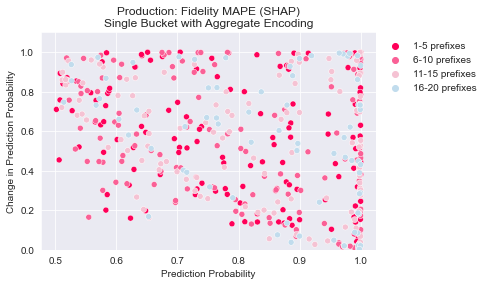 Production: Fidelity MAPE (SHAP)
Single Bucket with Aggregate Encoding
1-5 prefixes
6-10 prefixes
11-15 prefixes
16-20 prefixes
Change in Prediction Probability
1.0
0.8
0.6
0.4
0.2
0.0
0.5 0.6 0.7 0.8 0.9 1.0
Prediction Probability